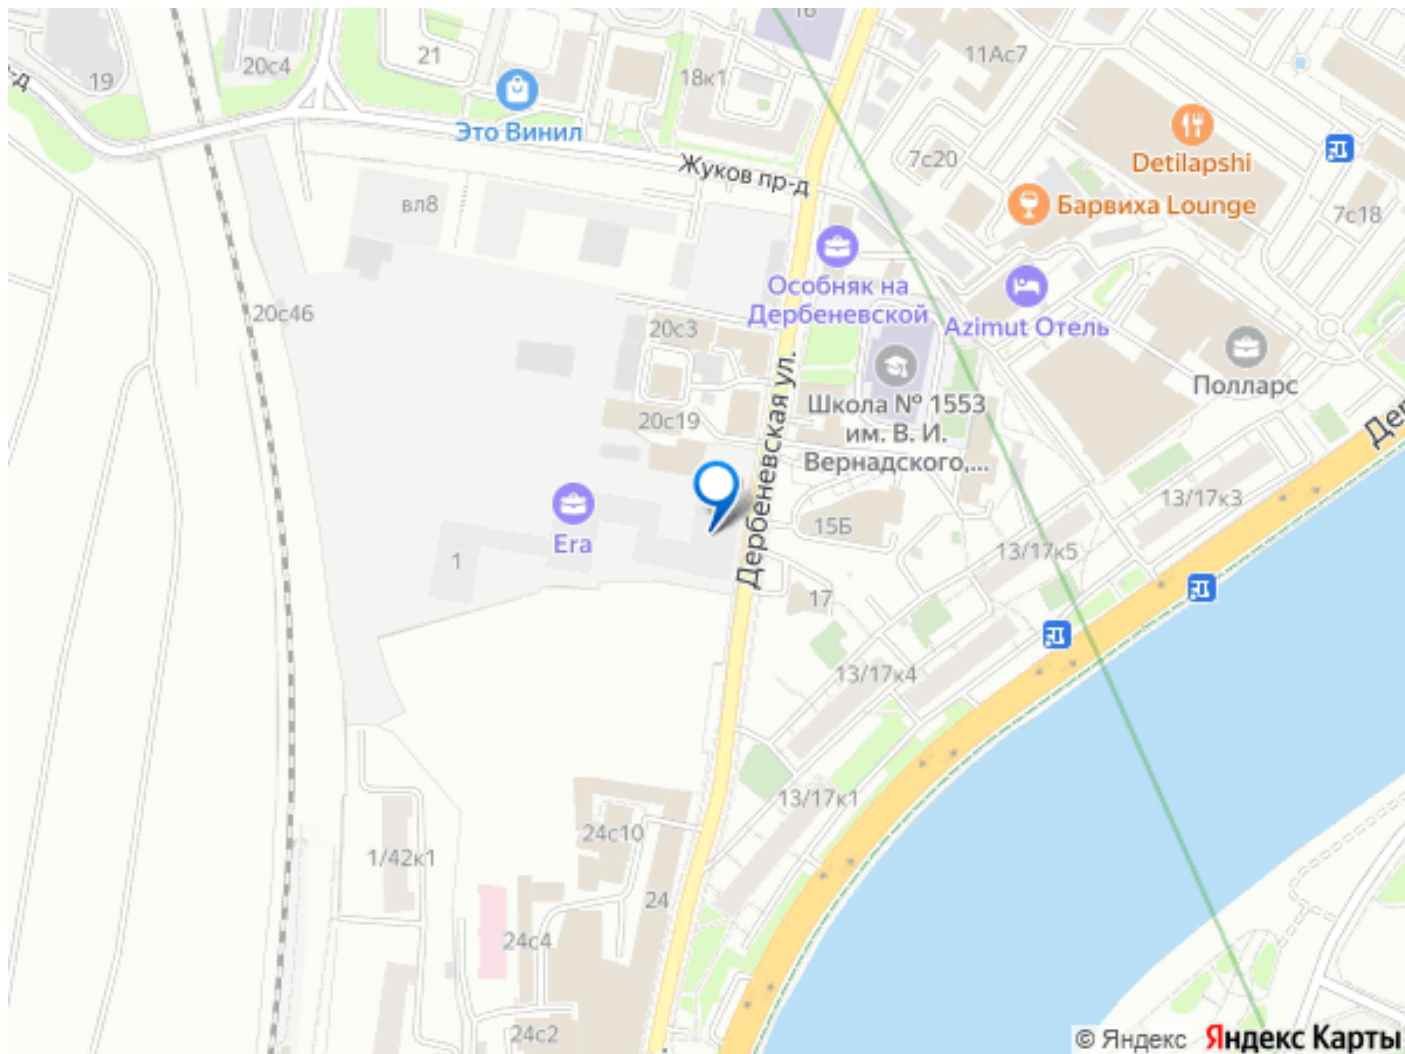 16
11Ас7
21
20с4
19
18к1
Это Винил
Detilapshi
7с20
Жуков пр-д
Барвиха Lounge
7с18
вл8
Особняк на
Дербеневской
Azimut Отель
20с46
20с3
Полларс
Дербеневская ул.
Школа № 1553
им. В. И.
Вернадского,...
20с19
13/17к3
15Б
Era
13/17к5
1
17
13/17к4
13/17к1
24с10
1/42к1
24
24с4
24с2
© Яндекс Яндекс Карты